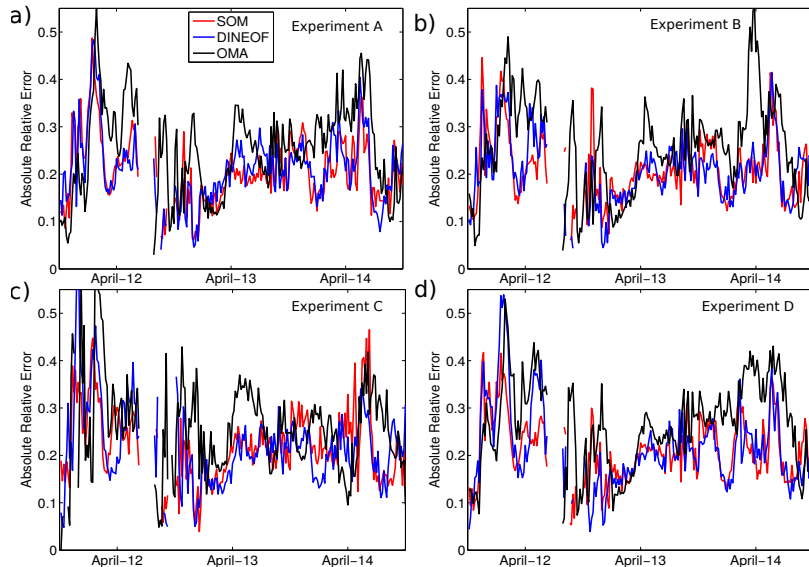 a)
Experiment A
SOM
DINEOF
OMA
Absolute Relative Error
0.5
0.4
0.3
0.2
0.1
0
April-12
April-13
April-14
b)
Experiment B
Absolute Relative Error
0.5
0.4
0.3
0.2
0.1
0
April-12
April-13
April-14
c)
Experiment C
Absolute Relative Error
0.5
0.4
0.3
0.2
0.1
0
April-12
April-13
April-14
d)
Experiment D
Absolute Relative Error
0.5
0.4
0.3
0.2
0.1
0
April-12
April-13
April-14